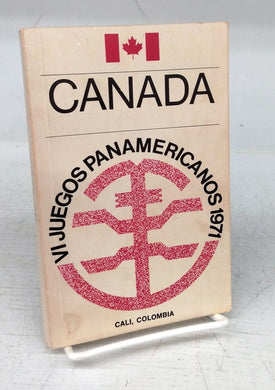 CANADA
VI JUEGOS PANAMERICANOS 1971
CALI, COLOMBIA